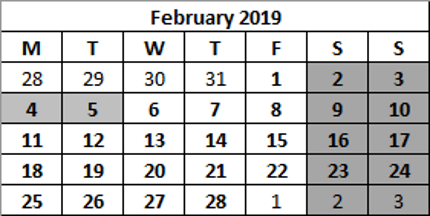 February 2019
M T W T F S S
28 29 30 31 1 2 3
4 5 6 7 8 9 10
11 12 13 14 15 16 17
18 19 20 21 22 23 24
25 26 27 28 1 2 3